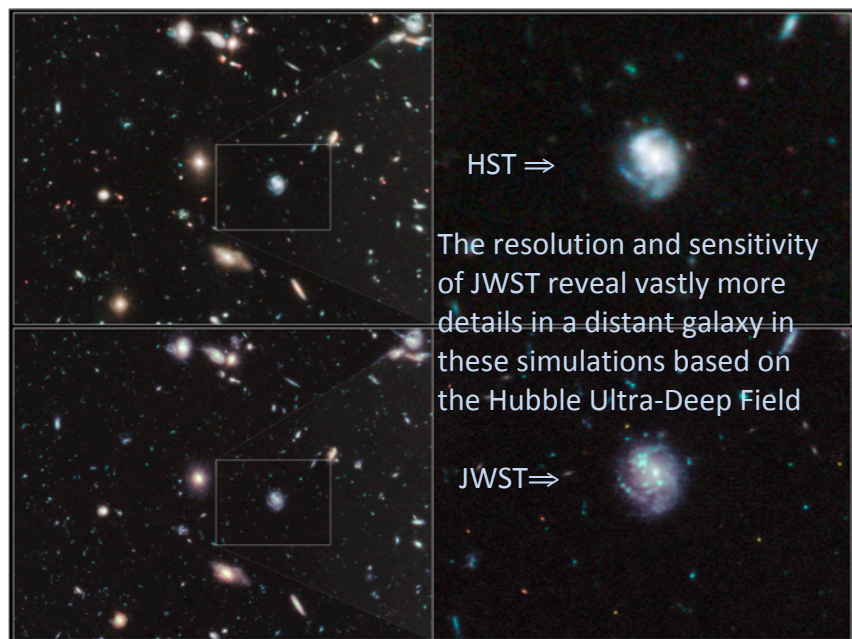 HST ⇒
The resolution and sensitivity
of JWST reveal vastly more
details in a distant galaxy in
these simulations based on
the Hubble Ultra-Deep Field
JWST⇒